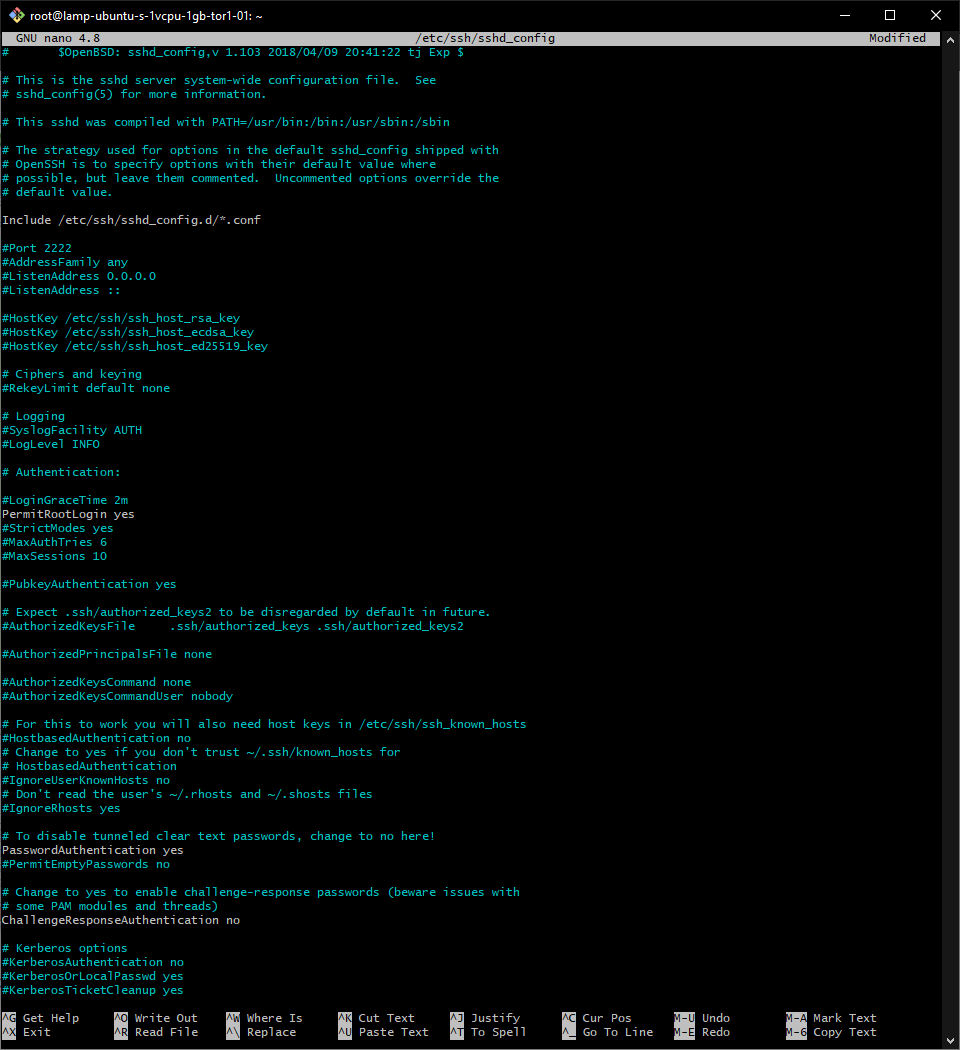 root@lamp-ubuntu-s-1vcpu-1gb-tor1-01: ~
GNU nano 4.8 /etc/ssh/sshd_config Modified
# $OpenBSD: sshd_config,v 1.103 2018/04/09 20:41:22 tj Exp $
# This is the sshd server system-wide configuration file. See
# sshd_config(5) for more information.
# This sshd was compiled with PATH=/usr/bin:/bin:/usr/sbin:/sbin
# The strategy used for options in the default sshd_config shipped with
# OpenSSH is to specify options with their default value where
# possible, but leave them commented. Uncommented options override the
# default value.
Include /etc/ssh/sshd_config.d/*.conf
#Port 2222
#AddressFamily any
#ListenAddress 0.0.0.0
#ListenAddress ::
#HostKey /etc/ssh/ssh_host_rsa_key
#HostKey /etc/ssh/ssh_host_ecdsa_key
#HostKey /etc/ssh/ssh_host_ed25519_key
# Ciphers and keying
#RekeyLimit default none
# Logging
#SyslogFacility AUTH
#LogLevel INFO
# Authentication:
#LoginGraceTime 2m
PermitRootLogin yes
#StrictModes yes
#MaxAuthTries 6
#MaxSessions 10
#PubkeyAuthentication yes
# Expect .ssh/authorized_keys2 to be disregarded by default in future.
#AuthorizedKeysFile .ssh/authorized_keys .ssh/authorized_keys2
#AuthorizedPrincipalsFile none
#AuthorizedKeysCommand none
#AuthorizedKeysCommandUser nobody
# For this to work you will also need host keys in /etc/ssh/ssh_known_hosts
#HostbasedAuthentication no
# Change to yes if you don't trust ~/.ssh/known_hosts for
# HostbasedAuthentication
#IgnoreUserKnownHosts no
# Don't read the user's ~/.rhosts and ~/.shosts files
#IgnoreRhosts yes
# To disable tunneled clear text passwords, change to no here!
PasswordAuthentication yes
#PermitEmptyPasswords no
# Change to yes to enable challenge-response passwords (beware issues with
# some PAM modules and threads)
ChallengeResponseAuthentication no
# Kerberos options
#KerberosAuthentication no
#KerberosOrLocalPasswd yes
#KerberosTicketCleanup yes
^G Get Help ^O Write Out ^W Where Is ^K Cut Text ^J Justify ^C Cur Pos M-U Undo M-A Mark Text
^X Exit ^R Read File ^\ Replace ^U Paste Text ^T To Spell ^_ Go To Line M-E Redo M-6 Copy Text